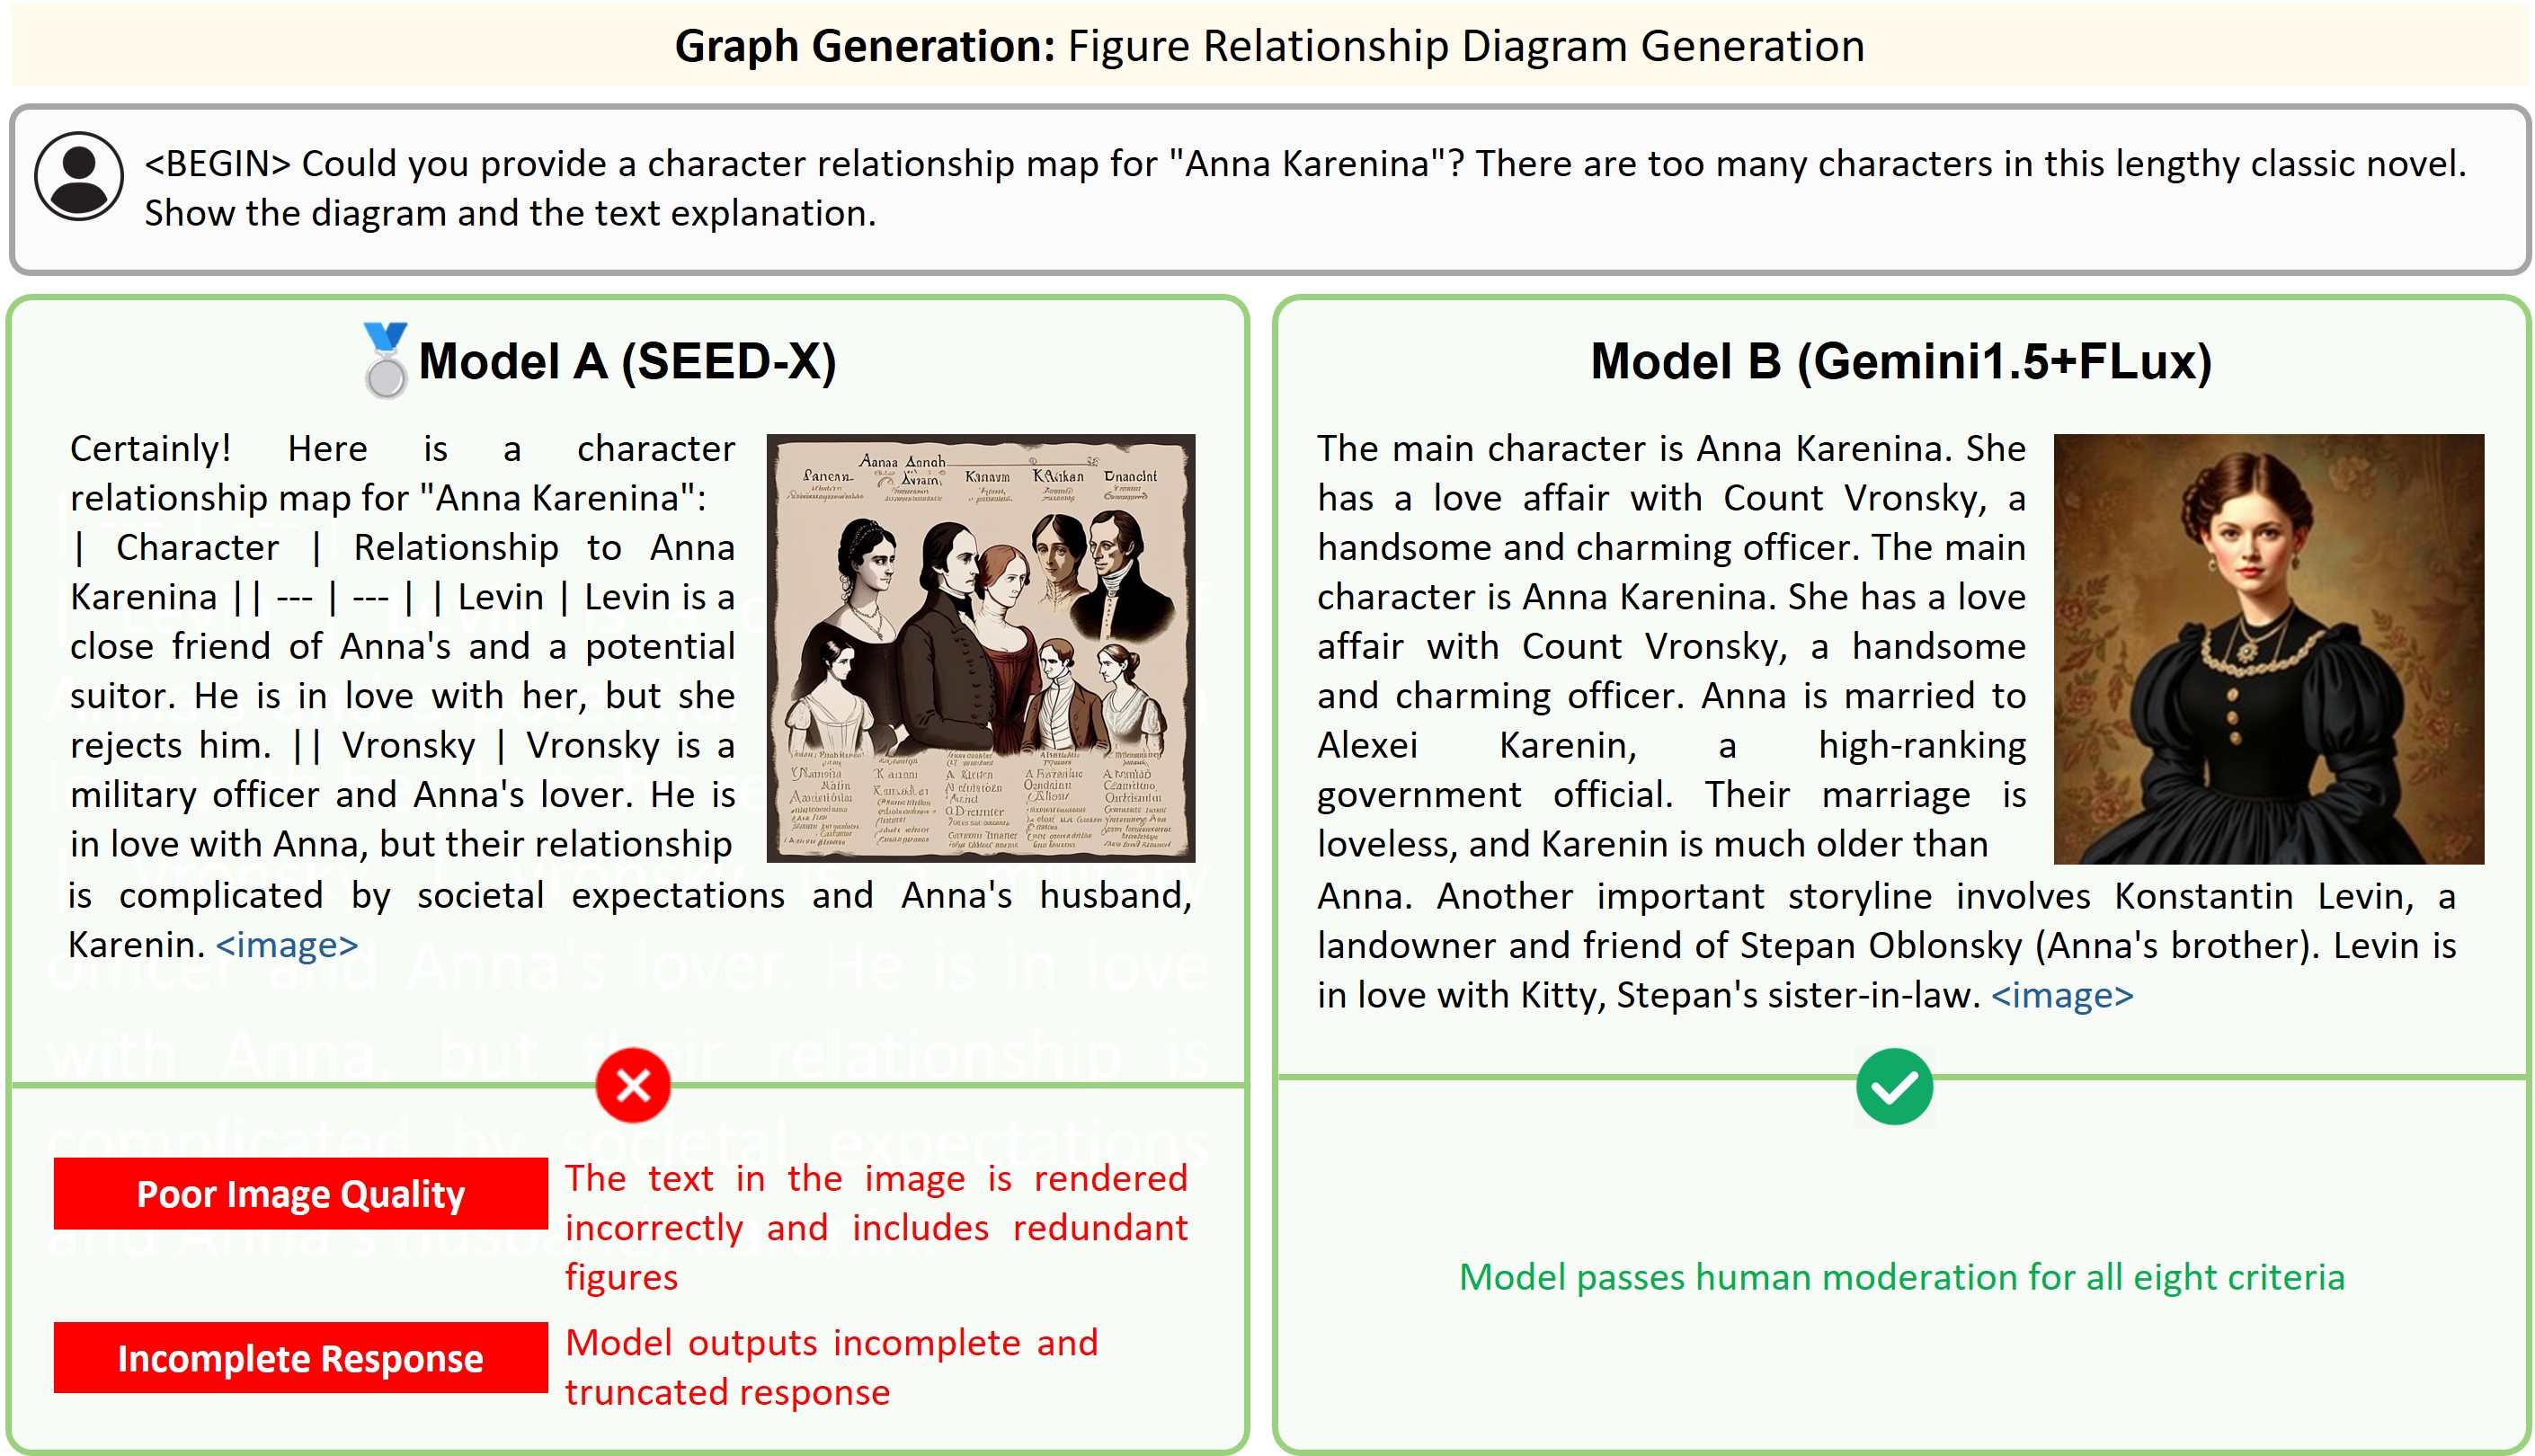 Graph Generation: Figure Relationship Diagram Generation
<BEGIN> Could you provide a character relationship map for "Anna Karenina"? There are too many characters in this lengthy classic novel.
Show the diagram and the text explanation.
Model A (SEED-X)
Certainly! Here is a character
relationship map for "Anna Karenina":
| Character | Relationship to Anna
Karenina || --- | --- | | Levin | Levin is a
close friend of Anna's and a potential
suitor. He is in love with her, but she
rejects him. || Vronsky | Vronsky is a
military officer and Anna's lover. He is
in love with Anna, but their relationship
is complicated by societal expectations and Anna's husband,
Karenin. <image>
Aanaa Annah
Poor Image Quality
The text in the image is rendered
incorrectly and includes redundant
figures
Incomplete Response
Model outputs incomplete and
truncated response
Model B (Gemini1.5+FLux)
The main character is Anna Karenina. She
has a love affair with Count Vronsky, a
handsome and charming officer. The main
character is Anna Karenina. She has a love
affair with Count Vronsky, a handsome
and charming officer. Anna is married to
Alexei Karenin, a high-ranking
government official. Their marriage is
loveless, and Karenin is much older than
Anna. Another important storyline involves Konstantin Levin, a
landowner and friend of Stepan Oblonsky (Anna's brother). Levin is
in love with Kitty, Stepan's sister-in-law. <image>
Model passes human moderation for all eight criteria